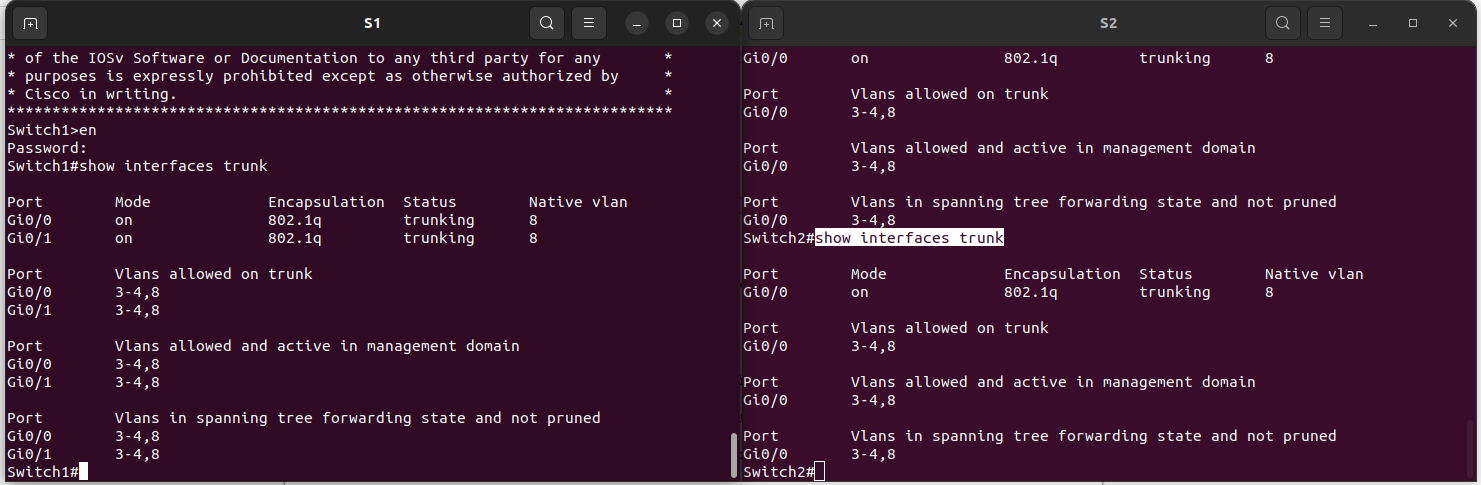 S1
* of the IOSv Software or Documentation to any third party for any        *
* purposes is expressly prohibited except as otherwise authorized by      *
* Cisco in writing.                                                       *
**************************************************************************
Switch1>en
Password:
Switch1#show interfaces trunk
Port        Mode             Encapsulation  Status        Native vlan
Gi0/0       on               802.1q         trunking      8
Gi0/1       on               802.1q         trunking      8
Port        Vlans allowed on trunk
Gi0/0       3-4,8
Gi0/1       3-4,8
Port        Vlans allowed and active in management domain
Gi0/0       3-4,8
Gi0/1       3-4,8
Port        Vlans in spanning tree forwarding state and not pruned
Gi0/0       3-4,8
Gi0/1       3-4,8
Switch1#
S2
Gi0/0       on               802.1q         trunking      8
Port        Vlans allowed on trunk
Gi0/0       3-4,8
Port        Vlans allowed and active in management domain
Gi0/0       3-4,8
Port        Vlans in spanning tree forwarding state and not pruned
Gi0/0       3-4,8
Switch2#show interfaces trunk
Port        Mode             Encapsulation  Status        Native vlan
Gi0/0       on               802.1q         trunking      8
Port        Vlans allowed on trunk
Gi0/0       3-4,8
Port        Vlans allowed and active in management domain
Gi0/0       3-4,8
Port        Vlans in spanning tree forwarding state and not pruned
Gi0/0       3-4,8
Switch2#